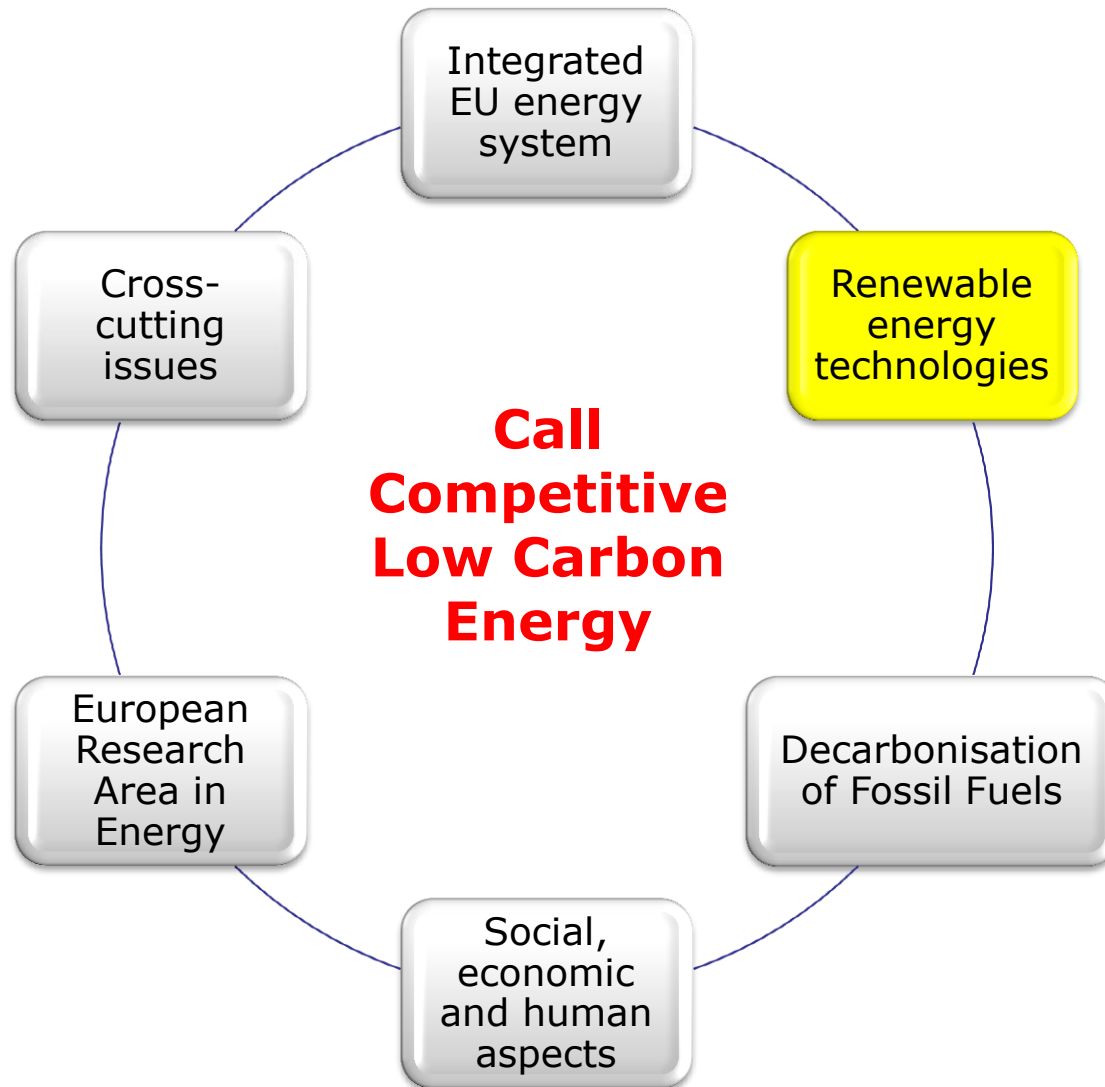 Integrated
EU energy
system
Renewable
energy
technologies
Decarbonisation
of Fossil Fuels
Social,
economic
and human
aspects
European
Research
Area in
Energy
Cross-
cutting
issues
Call
Competitive
Low Carbon
Energy